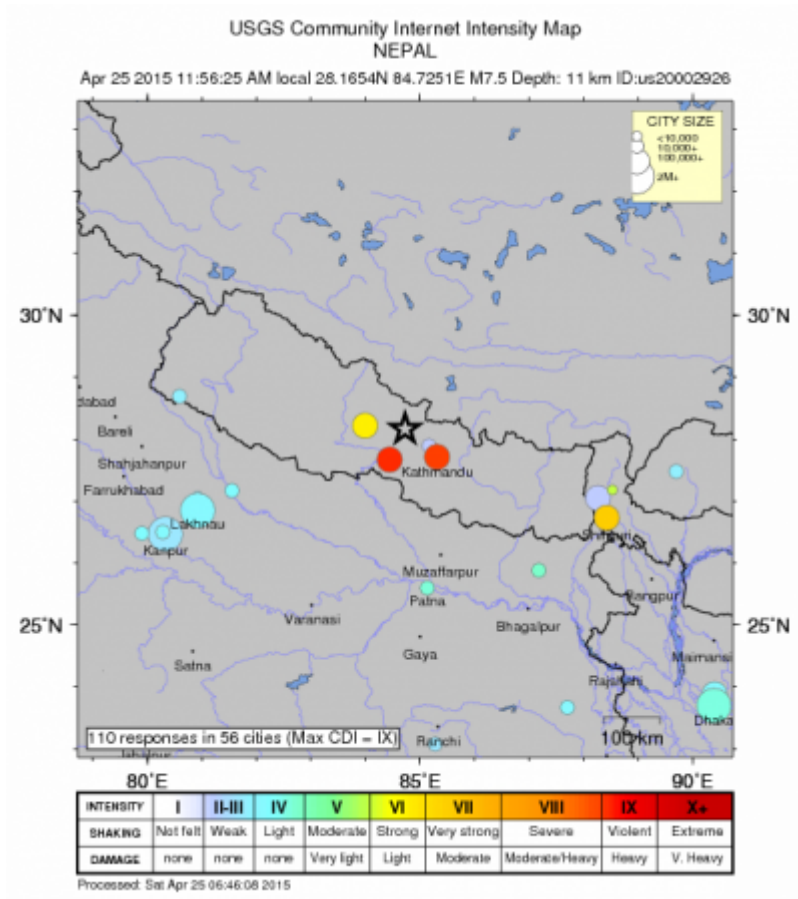 USGS Community Internet Intensity Map
NEPAL
Apr 25 2015 11:56:25 AM local 28.1654N 84.7251E M7.5 Depth: 11 km ID:us20002926
CITY SIZE
<10,000
10,000+
100,000+
2M+
30°N 30°N
dabad
Bareli
Shahjahanpur
Kathmandu
Farrukhabad
Lakhnau
Kanpur
Muzaffarpur
Rangpur
Patna
Varanasi
Bhagalpur
25°N 25°N
Gaya
Maimansi
Satna
Rajshahi
Dhaka
110 responses in 56 cities (Max CDI = IX)
Ranchi
100 km
80°E 85°E 90°E
INTENSITY I II-III IV V VI VII VIII IX X+
SHAKING Not felt Weak Light Moderate Strong Very strong Severe Violent Extreme
DAMAGE none none none Very light Light Moderate Moderate/Heavy Heavy V. Heavy
Processed: Sat Apr 25 06:46:08 2015